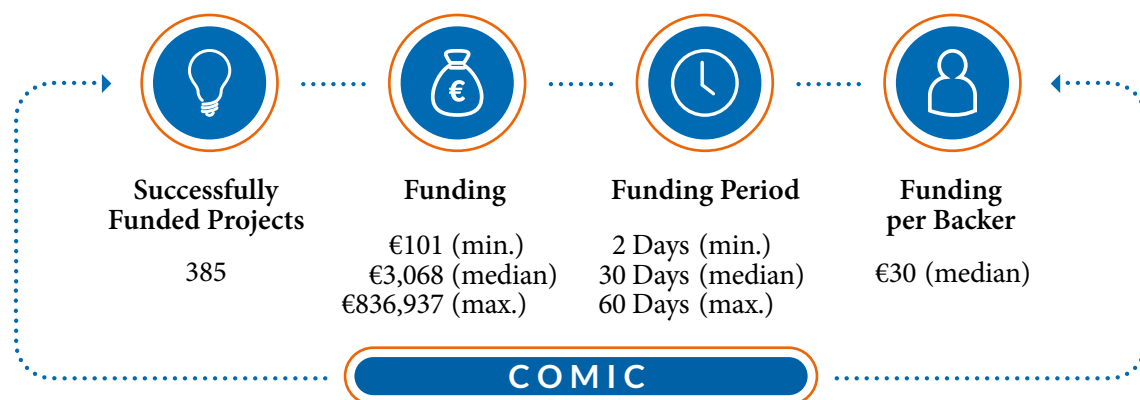 €
Successfully
Funded Projects
385
Funding
€101 (min.)
€3,068 (median)
€836,937 (max.)
Funding Period
2 Days (min.)
30 Days (median)
60 Days (max.)
Funding
per Backer
€30 (median)
COMIC